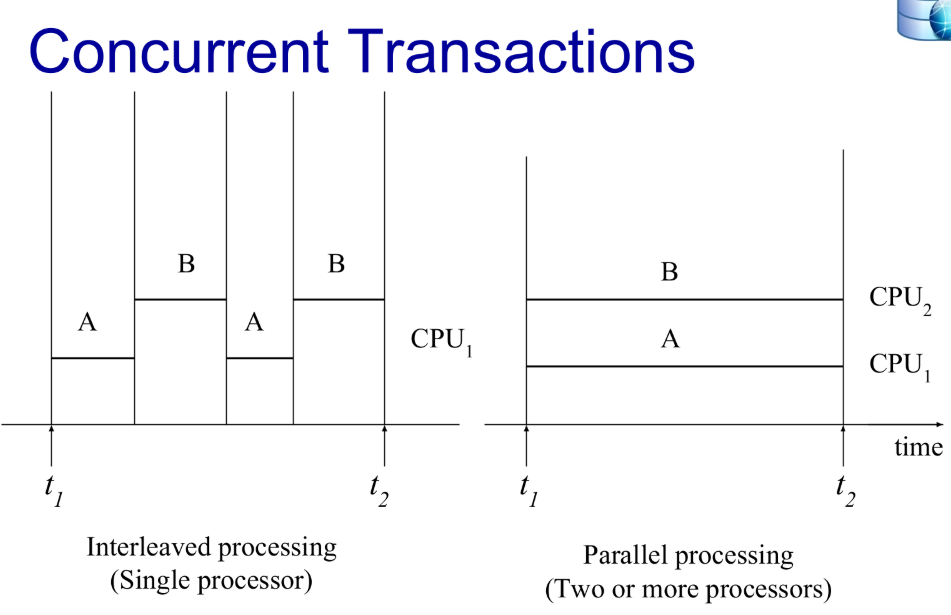 Concurrent Transactions
A
B
A
B
CPU1
t1
t2
Interleaved processing
(Single processor)
B
A
CPU2
CPU1
time
t1
t2
Parallel processing
(Two or more processors)